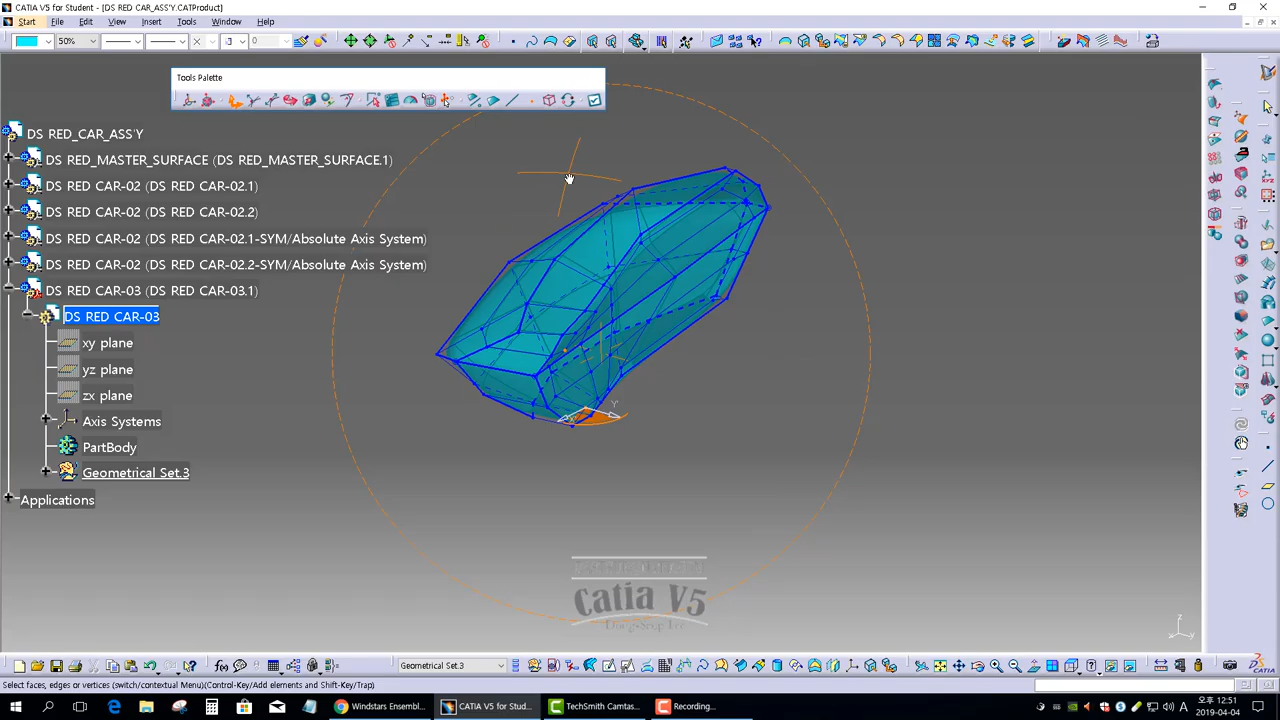 CATIA V5 for Student - [DS RED CAR_ASS'Y.CATProduct]
Start Edit View Insert Tools Window Help
50%
3
0
Tools Palette
DS RED_CAR_ASS'Y
DS RED_MASTER_SURFACE (DS RED_MASTER_SURFACE.1)
DS RED CAR-02 (DS RED CAR-02.1)
DS RED CAR-02 (DS RED CAR-02.2)
DS RED CAR-02 (DS RED CAR-02.1-SYM/Absolute Axis System)
DS RED CAR-02 (DS RED CAR-02.2-SYM/Absolute Axis System)
DS RED CAR-03 (DS RED CAR-03.1)
DS RED CAR-03
xy plane
yz plane
zx plane
Axis Systems
PartBody
Geometrical Set.3
Applications
Y
Catia V5
z
x y
Geometrical Set.3
CATIA
Select faces, edges or vertices (switch/contextual Menu)(Control-Key/Add elements and Shift-Key/Trap)
Windstars Ensembl...
CATIA V5 for Stud...
TechSmith Camtas...
Recording...
A
오후 12:51
2019-04-04